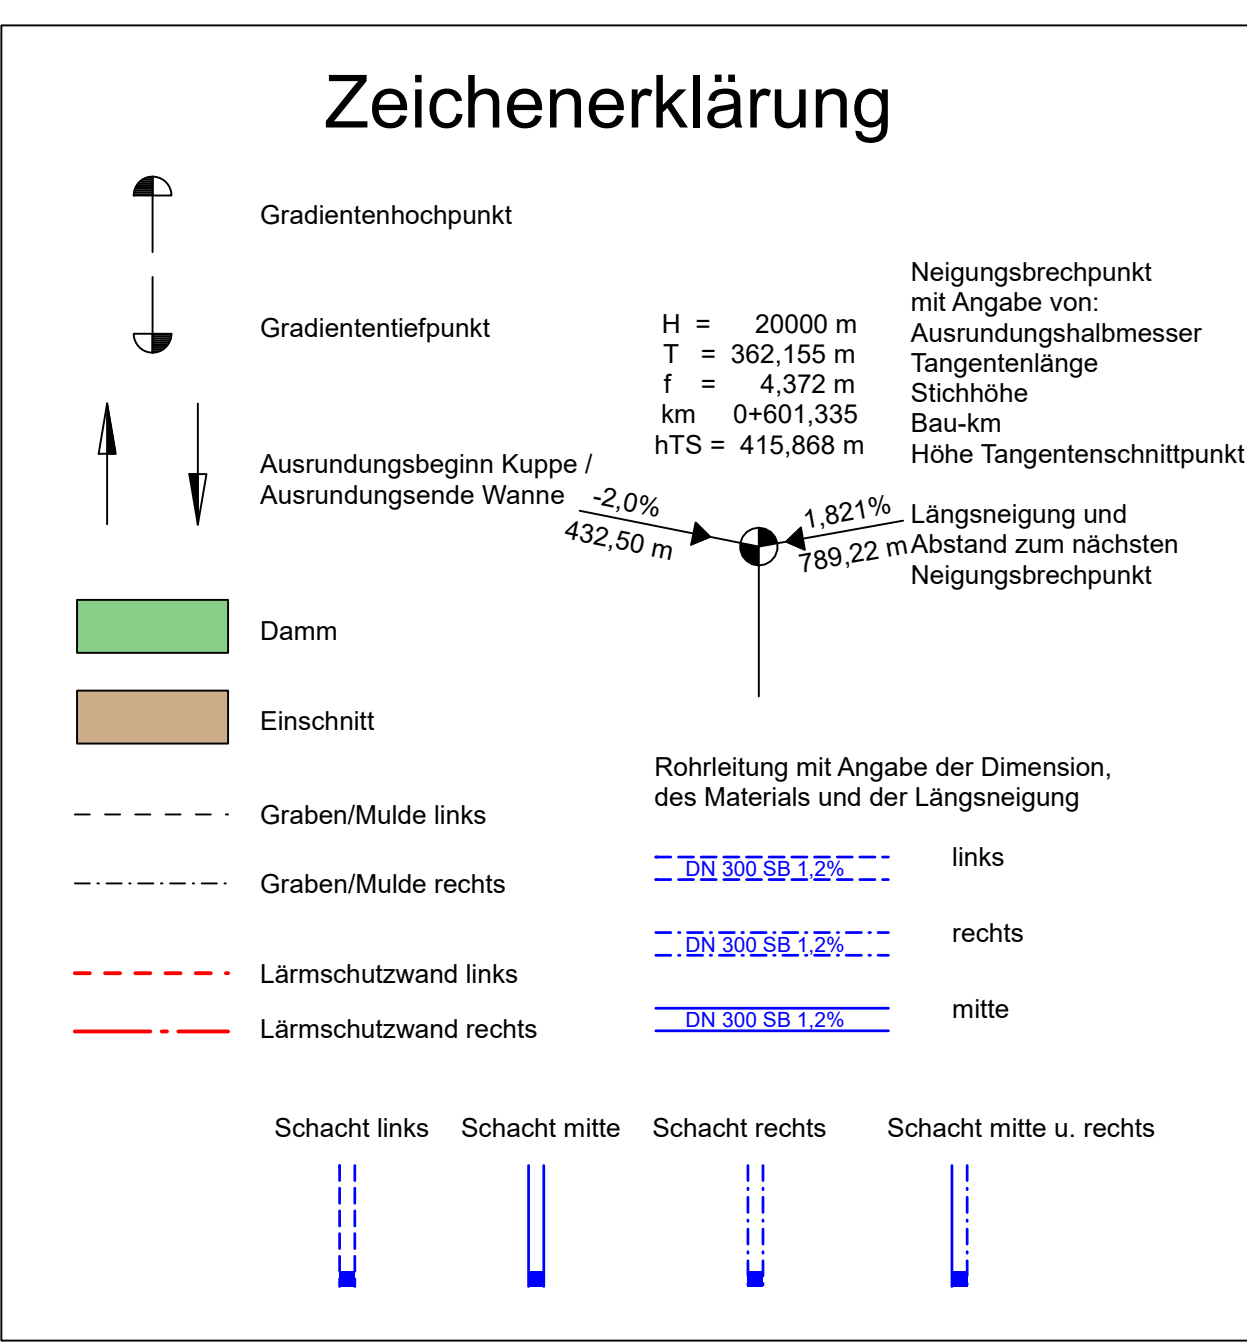 Zeichenerklärung
Gradientenhochpunkt
Gradiententiefpunkt
Ausrundungsbeginn Kuppe /
Ausrundungsende Wanne
Damm
Einschnitt
Graben/Mulde links
Graben/Mulde rechts
Lärmschutzwand links
Lärmschutzwand rechts
H = 20000 m
T = 362,155 m
f = 4,372 m
km 0+601,335
hTS = 415,868 m
Neigungsbrechpunkt
mit Angabe von:
Ausrundungshalbmesser
Tangentenlänge
Stichhöhe
Bau-km
Höhe Tangentenschnittpunkt
-2,0%
432,50 m
1,821%
789,22 m
Längsneigung und
Abstand zum nächsten
Neigungsbrechpunkt
Rohrleitung mit Angabe der Dimension,
des Materials und der Längsneigung
DN 300 SB 1,2% links
DN 300 SB 1,2% rechts
DN 300 SB 1,2% mitte
Schacht links Schacht mitte Schacht rechts Schacht mitte u. rechts